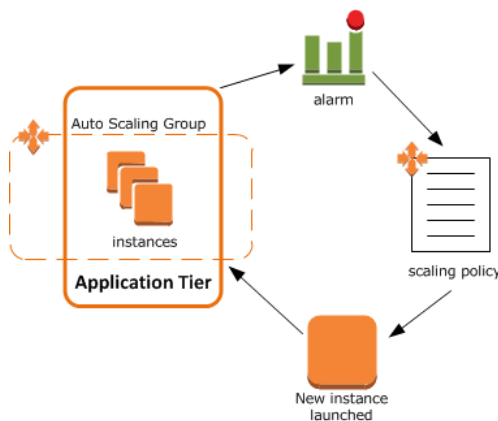 alarm
Auto Scaling Group
instances
Application Tier
scaling policy
New instance
launched